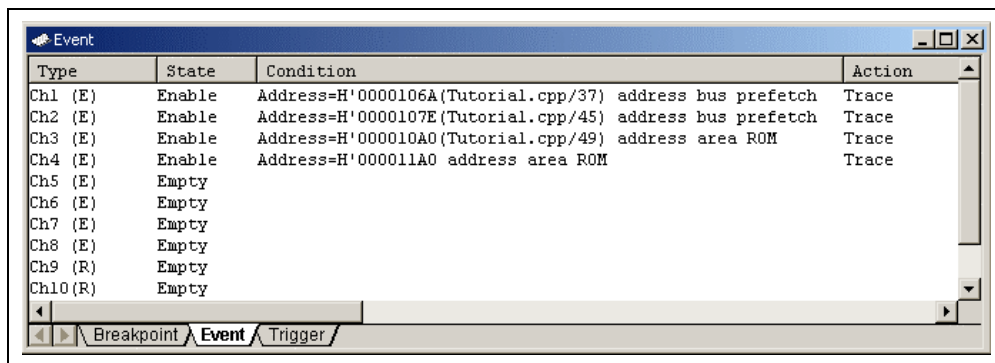 Event
Type State Condition Action
Ch1 (E) Enable Address=H'0000106A(Tutorial.cpp/37) address bus prefetch Trace
Ch2 (E) Enable Address=H'0000107E(Tutorial.cpp/45) address bus prefetch Trace
Ch3 (E) Enable Address=H'000010A0(Tutorial.cpp/49) address area ROM Trace
Ch4 (E) Enable Address=H'000011A0 address area ROM Trace
Ch5 (E) Empty
Ch6 (E) Empty
Ch7 (E) Empty
Ch8 (E) Empty
Ch9 (R) Empty
Ch10(R) Empty
Breakpoint Event Trigger